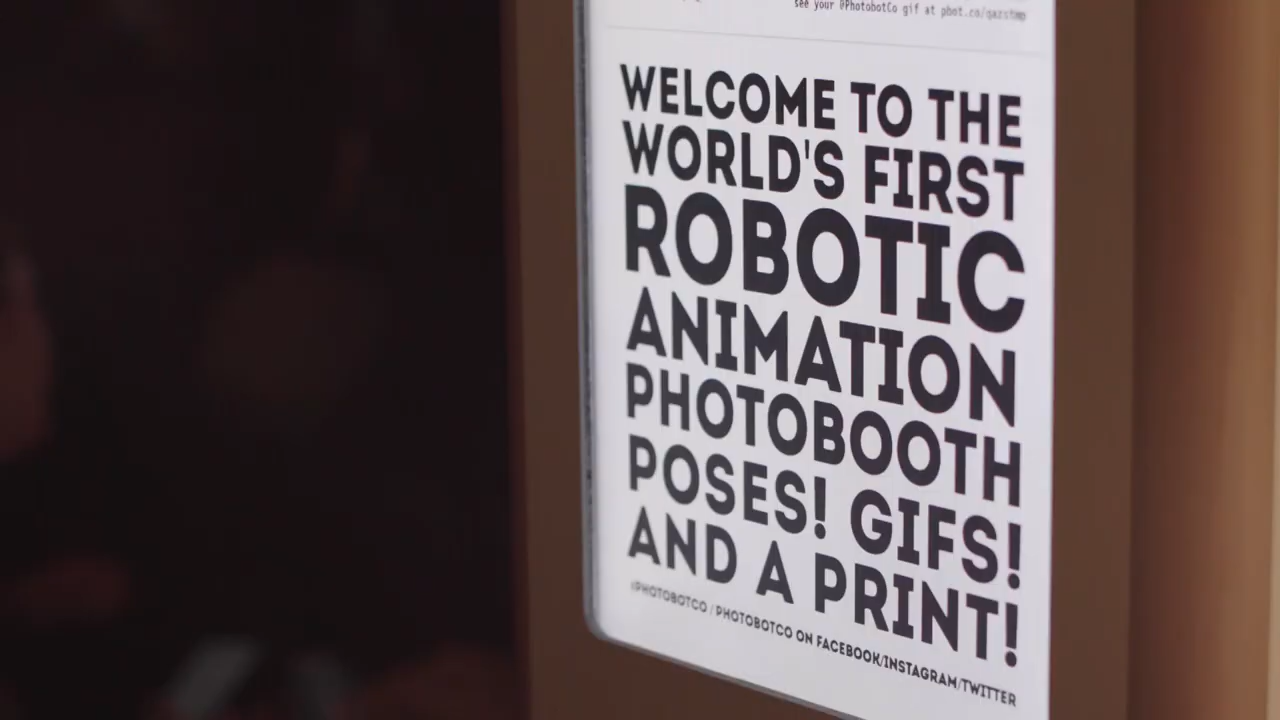 see your @PhotobotCo gif at pbot.co/qazstmp
WELCOME TO THE
WORLD'S FIRST
ROBOTIC
ANIMATION
PHOTOBOOTH
POSES! GIFS!
AND A PRINT!
#PHOTOBOTCO / PHOTOBOTCO ON FACEBOOK/INSTAGRAM/TWITTER